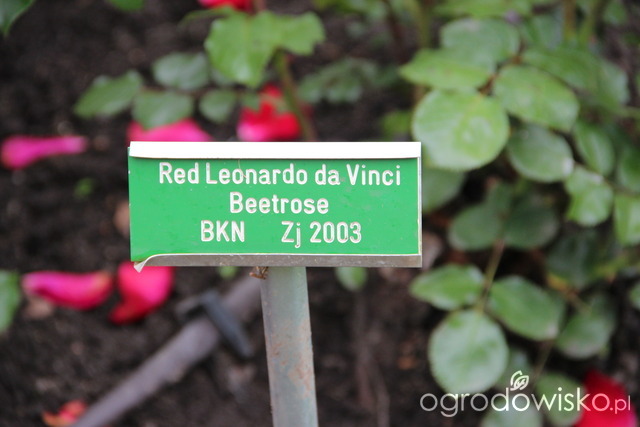 Red Leonardo da Vinci
Beetrose
BKN Zj 2003
ogrodowisko.pl